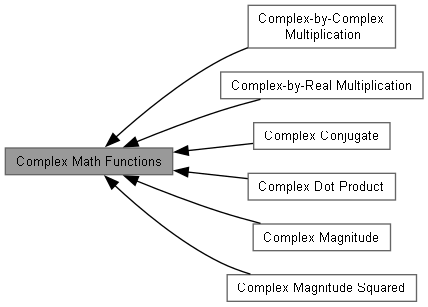 Complex-by-Complex
Multiplication
Complex-by-Real Multiplication
Complex Conjugate
Complex Math Functions
Complex Dot Product
Complex Magnitude
Complex Magnitude Squared